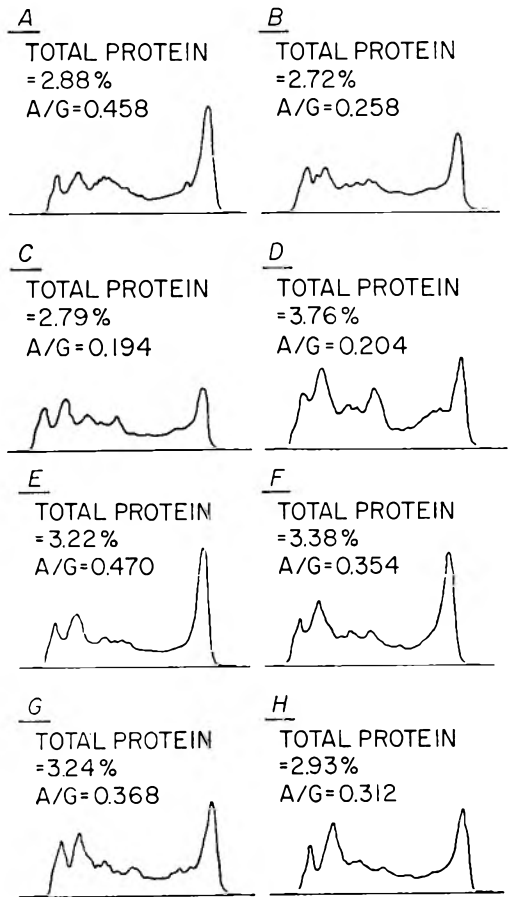 A
TOTAL PROTEIN
=2.88%
A/G=0.458
B
TOTAL PROTEIN
=2.72%
A/G=0.258
C
TOTAL PROTEIN
=2.79%
A/G=0.194
D
TOTAL PROTEIN
=3.76%
A/G=0.204
E
TOTAL PROTEIN
=3.22%
A/G=0.470
F
TOTAL PROTEIN
=3.38%
A/G=0.354
G
TOTAL PROTEIN
=3.24%
A/G=0.368
H
TOTAL PROTEIN
=2.93%
A/G=0.312